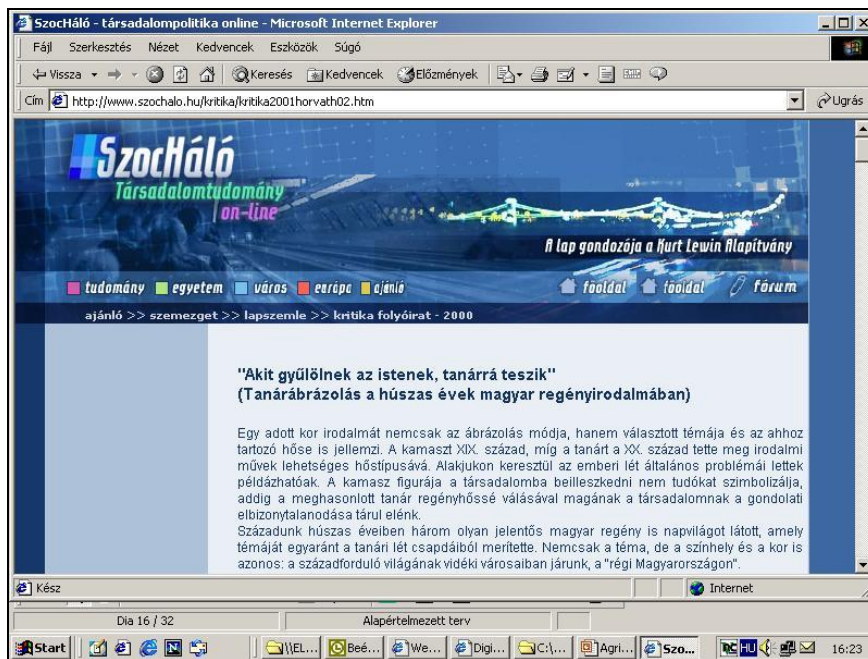 SzocHáló - társadalompolitika online - Microsoft Internet Explorer
Fájl Szerkesztés Nézet Kedvencek Eszközök Súgó
Vissza Keresés Kedvencek Előzmények
Cím http://www.szochalo.hu/kritika/kritika2001horvath02.htm Ugrás
SzocHáló
Társadalomtudomány
on-line
A lap gondozója a Kurt Lewin Alapítvány
tudomány egyetem város európa ajánló főoldal főoldal fórum
ajánló >> szemezget >> lapszemle >> kritika folyóirat - 2000
"Akit gyűlölnek az istenek, tanárrá teszik"
(Tanárábrázolás a húszas évek magyar regényirodalmában)
Egy adott kor irodalmát nemcsak az ábrázolás módja, hanem választott témája és az ahhoz
tartozó hőse is jellemzi. A kamaszt XIX. század, míg a tanárt a XX. század tette meg irodalmi
művek lehetséges hőstípusává. Alakjukon keresztül az emberi lét általános problémái lettek
példázhatóak. A kamasz figurája a társadalomba beilleszkedni nem tudókat szimbolizálja,
addig a meghasonlott tanár regényhőssé válásával magának a társadalomnak a gondolati
elbizonytalanodása tárul elénk.
Századunk húszas éveiben három olyan jelentős magyar regény is napvilágot látott, amely
témáját egyaránt a tanári lét csapdáiból merítette. Nemcsak a téma, de a színhely és a kor is
azonos: a századforduló világának vidéki városaiban járunk, a "régi Magyarországon".
Kész Internet
Dia 16 / 32 Alapértelmezett terv
Start \\EL... Beé... We... Digi... C:\... Agri... Szo... HU 16:23